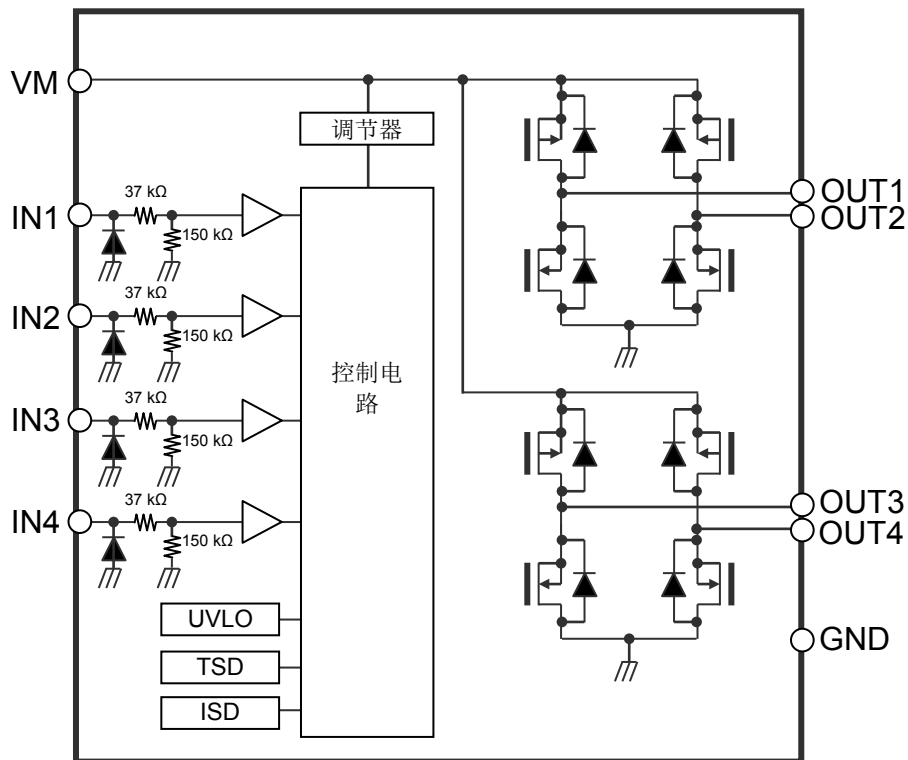 VM
调节器
IN1
37 kΩ
150 kΩ
OUT1
OUT2
IN2
37 kΩ
150 kΩ
控制电
路
IN3
37 kΩ
150 kΩ
IN4
37 kΩ
150 kΩ
OUT3
OUT4
UVLO
TSD
ISD
GND